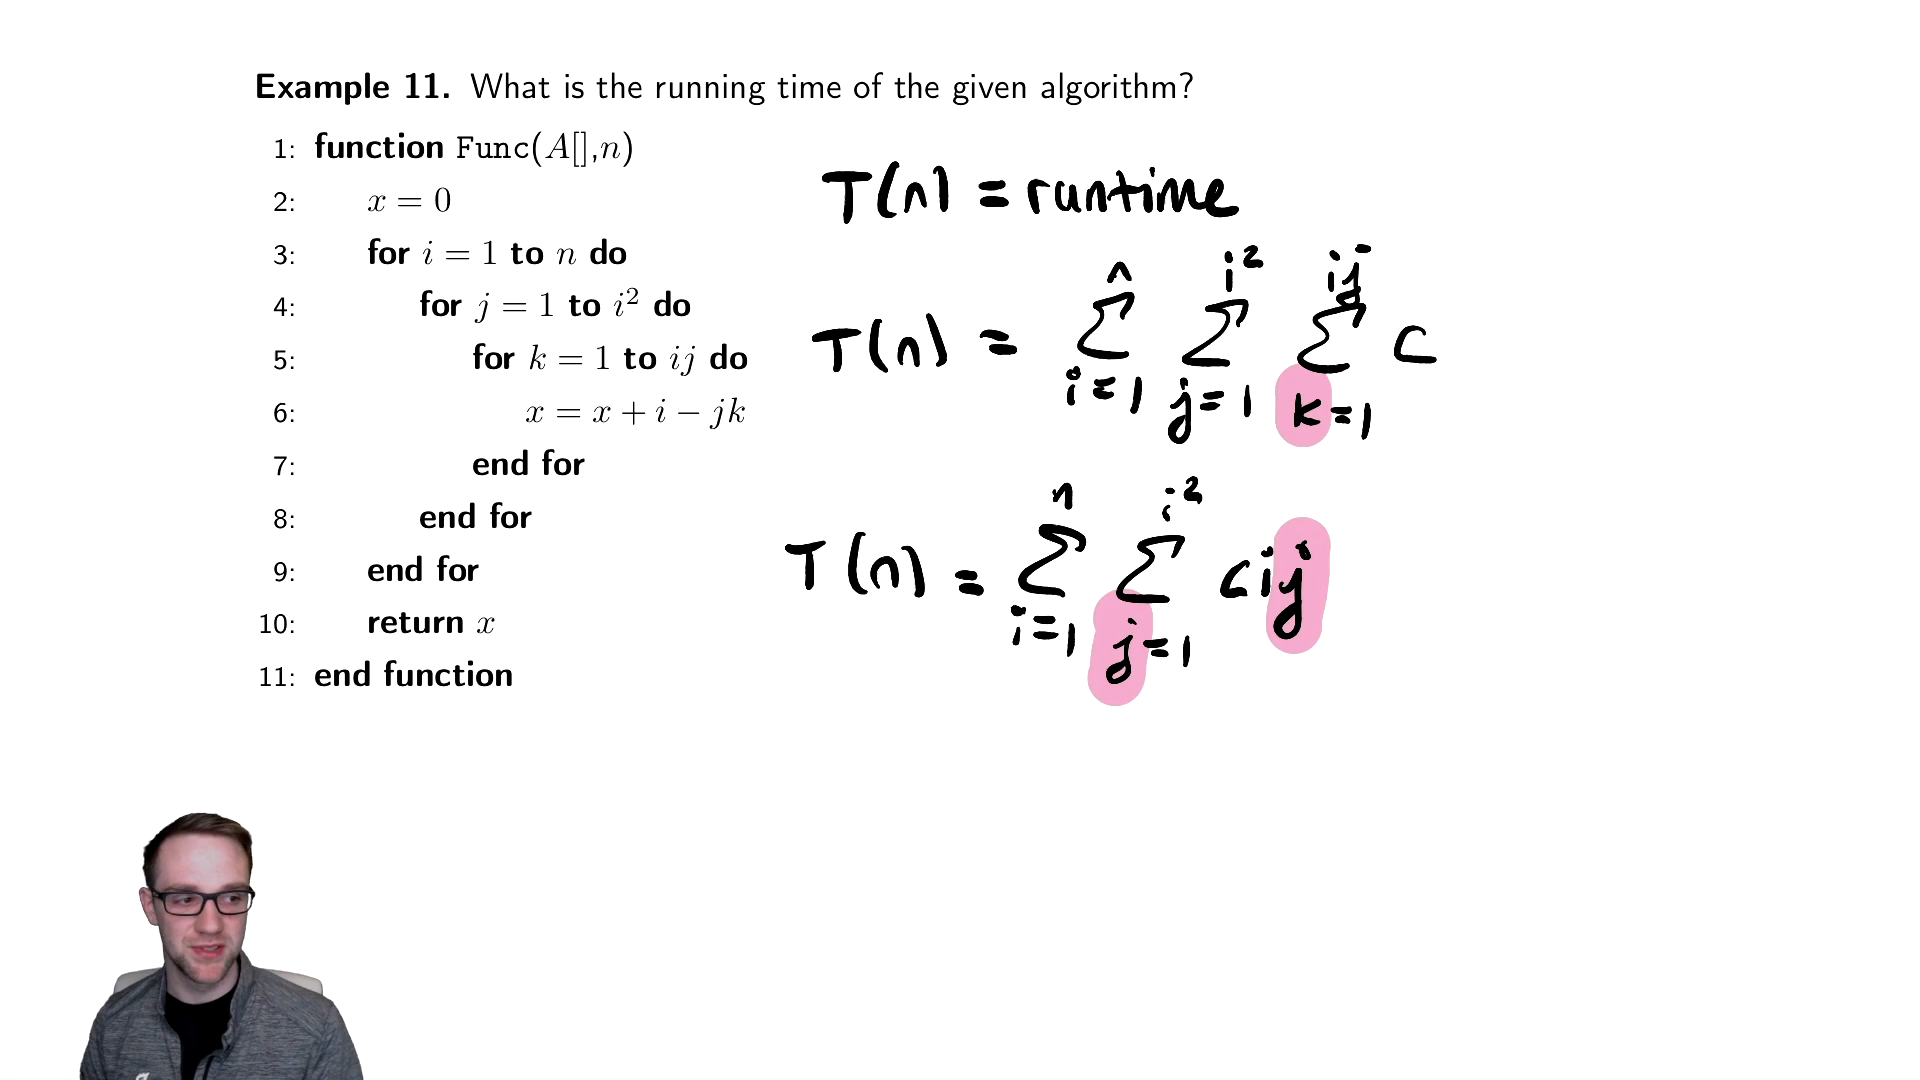 Example 11. What is the running time of the given algorithm?
1: function Func(A[],n)
2: x = 0
3: for i = 1 to n do
4: for j = 1 to i² do
5: for k = 1 to ij do
6: x = x + i − jk
7: end for
8: end for
9: end for
10: return x
11: end function
T(n) = runtime
n i² ij
T(n) = Σ Σ Σ c
i=1 j=1 k=1
n i²
T(n) = Σ Σ cij
i=1 j=1